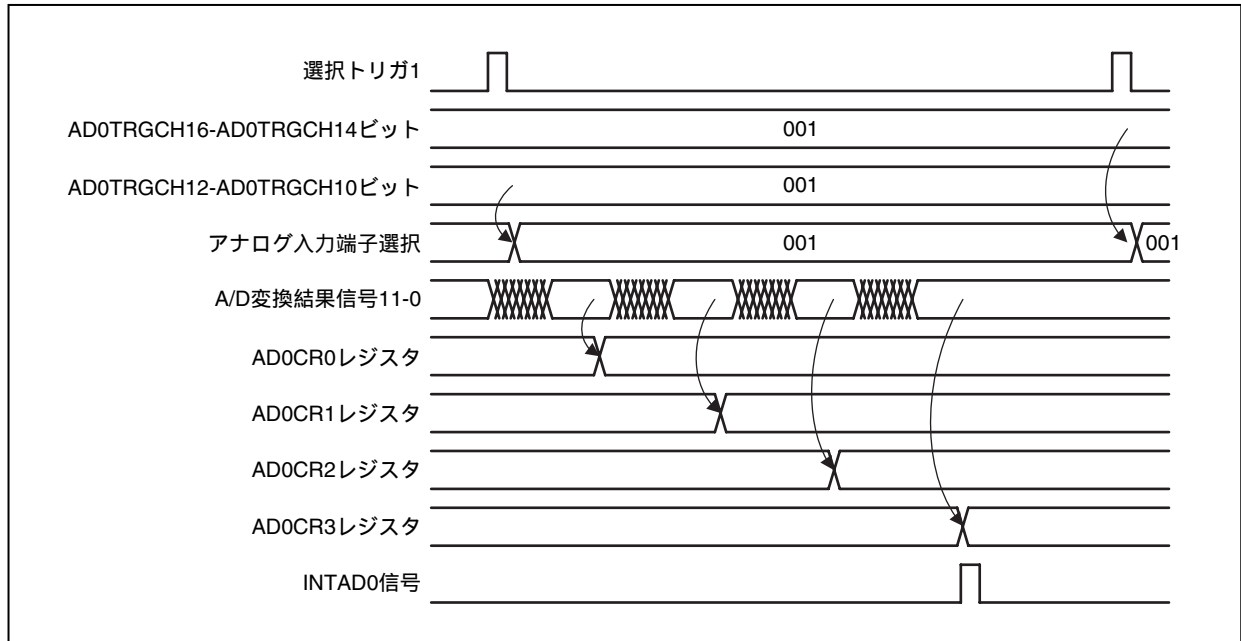 選択トリガ1
AD0TRGCH16-AD0TRGCH14ビット
001
AD0TRGCH12-AD0TRGCH10ビット
001
アナログ入力端子選択
001
001
A/D変換結果信号11-0
AD0CR0レジスタ
AD0CR1レジスタ
AD0CR2レジスタ
AD0CR3レジスタ
INTAD0信号